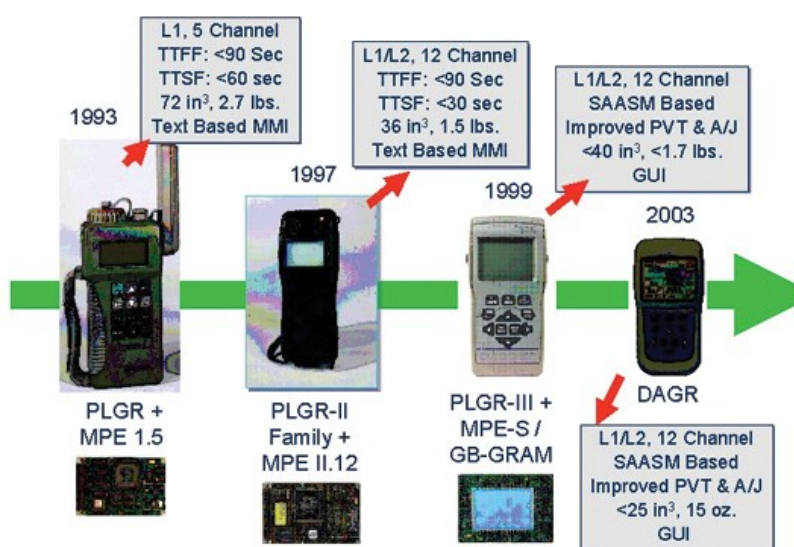 1993
L1, 5 Channel
TTFF: <90 Sec
TTSF: <60 sec
72 in³, 2.7 lbs.
Text Based MMI
PLGR +
MPE 1.5
1997
L1/L2, 12 Channel
TTFF: <90 Sec
TTSF: <30 sec
36 in³, 1.5 lbs.
Text Based MMI
PLGR-II
Family +
MPE II.12
1999
L1/L2, 12 Channel
SAASM Based
Improved PVT & A/J
<40 in³, <1.7 lbs.
GUI
PLGR-III +
MPE-S /
GB-GRAM
2003
DAGR
L1/L2, 12 Channel
SAASM Based
Improved PVT & A/J
<25 in³, 15 oz.
GUI